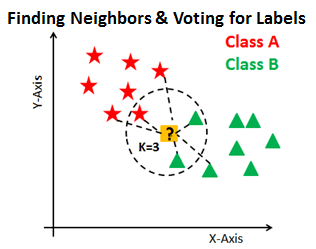 Finding Neighbors & Voting for Labels
Class A
Class B
Y-Axis
?
K=3
X-Axis